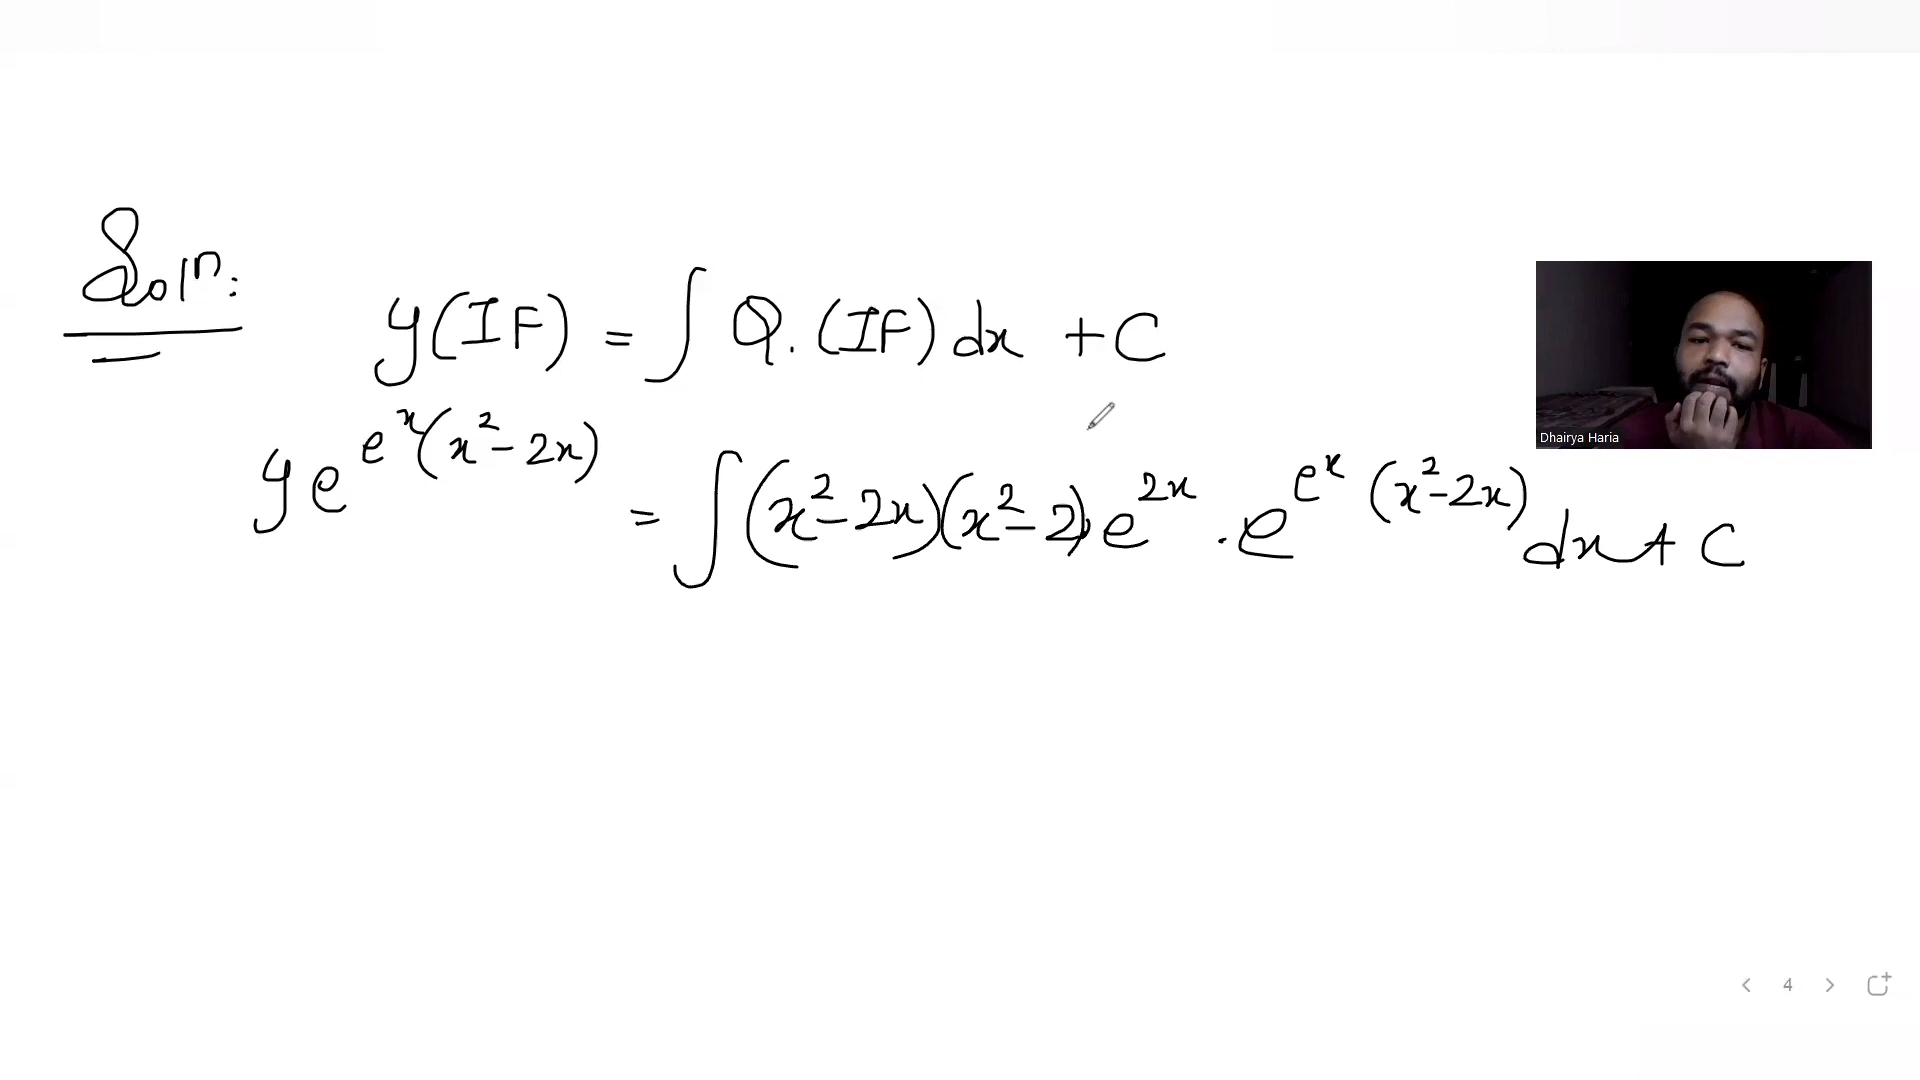 Soln:
y(IF) = ∫ Q.(IF) dx + C
ye^{e^x(x²-2x)} = ∫(x²-2x)(x²-2)e^{2x} . e^{e^x (x²-2x)} dx + C
Dhairya Haria
4